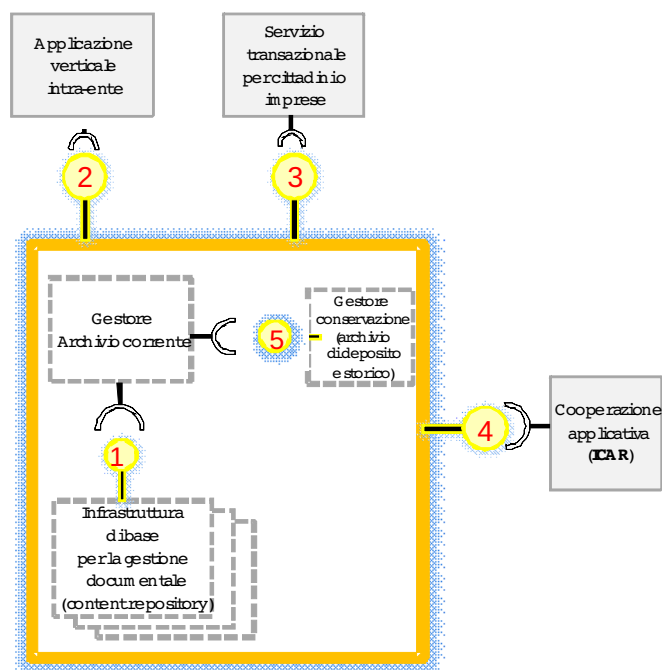 Applicazione
verticale
intra-ente
Servizio
transazionale
per cittadini o
imprese
2
3
Gestore
Archivio corrente
5
Gestore
conservazione
(archivio
di deposito
e storico)
4
Cooperazione
applicativa
(ICAR)
1
Infrastruttura
di base
per la gestione
documentale
(content repository)